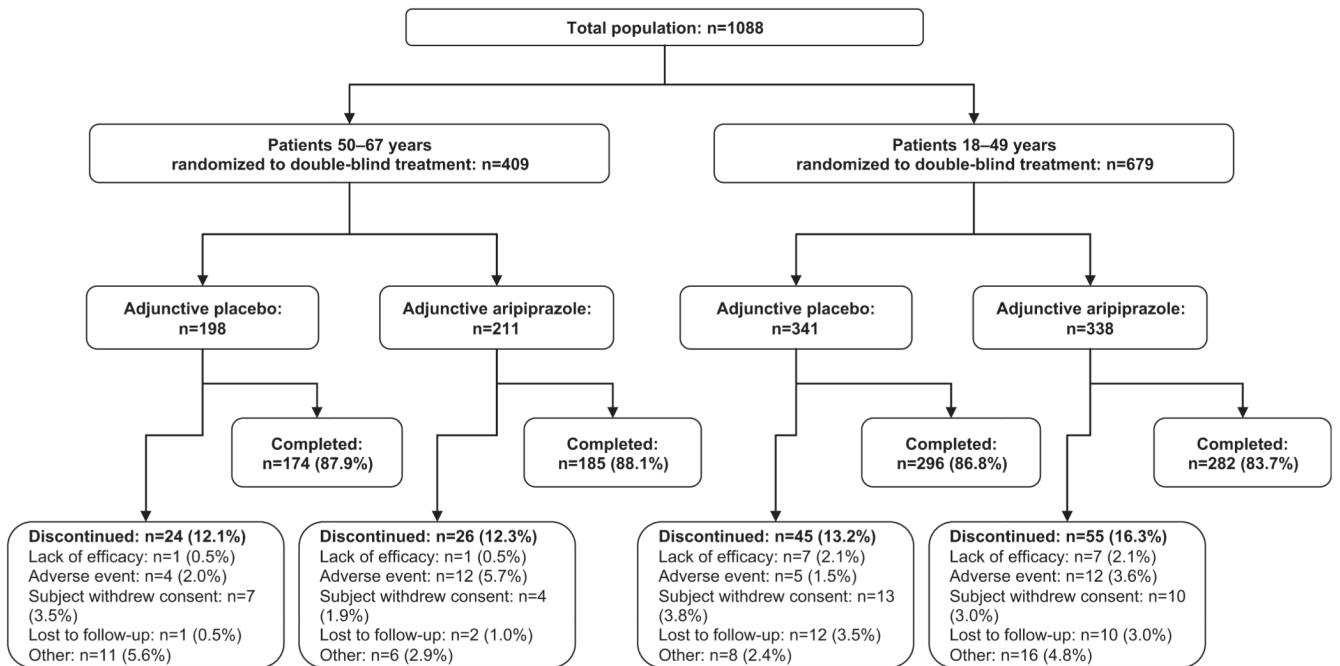 Total population: n=1088
Patients 50–67 years
randomized to double-blind treatment: n=409
Patients 18–49 years
randomized to double-blind treatment: n=679
Adjunctive placebo:
n=198
Adjunctive aripiprazole:
n=211
Adjunctive placebo:
n=341
Adjunctive aripiprazole:
n=338
Completed:
n=174 (87.9%)
Completed:
n=185 (88.1%)
Completed:
n=296 (86.8%)
Completed:
n=282 (83.7%)
Discontinued: n=24 (12.1%)
Lack of efficacy: n=1 (0.5%)
Adverse event: n=4 (2.0%)
Subject withdrew consent: n=7
(3.5%)
Lost to follow-up: n=1 (0.5%)
Other: n=11 (5.6%)
Discontinued: n=26 (12.3%)
Lack of efficacy: n=1 (0.5%)
Adverse event: n=12 (5.7%)
Subject withdrew consent: n=4
(1.9%)
Lost to follow-up: n=2 (1.0%)
Other: n=6 (2.9%)
Discontinued: n=45 (13.2%)
Lack of efficacy: n=7 (2.1%)
Adverse event: n=5 (1.5%)
Subject withdrew consent: n=13
(3.8%)
Lost to follow-up: n=12 (3.5%)
Other: n=8 (2.4%)
Discontinued: n=55 (16.3%)
Lack of efficacy: n=7 (2.1%)
Adverse event: n=12 (3.6%)
Subject withdrew consent: n=10
(3.0%)
Lost to follow-up: n=10 (3.0%)
Other: n=16 (4.8%)